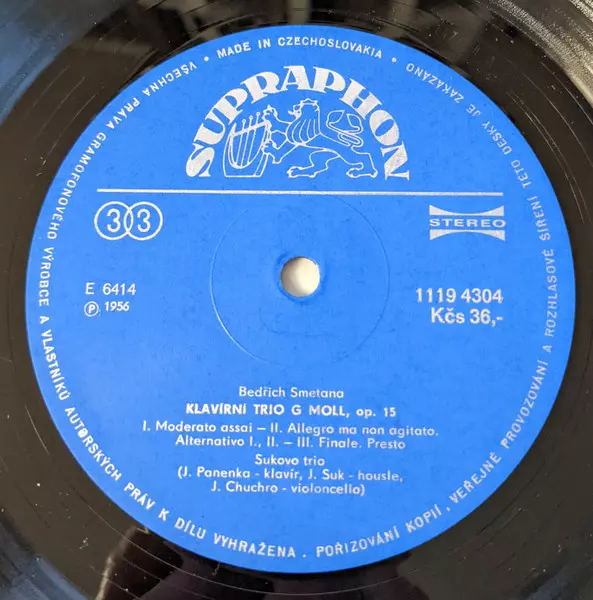 VŠECHNA PRÁVA GRAMOFONOVÉHO VÝROBCE A VLASTNÍKŮ AUTORSKÝCH PRÁV K DÍLU VYHRAŽENA . POŘIZOVÁNÍ KOPIÍ , VEŘEJNÉ PROVOZOVÁNÍ A ROZHLASOVÉ ŠÍŘENÍ TÉTO DESKY JE ZAKÁZÁNO
• MADE IN CZECHOSLOVAKIA •
SUPRAPHON
33
STEREO
E 6414
℗ 1956
1119 4304
Kčs 36,-
Bedřich Smetana
KLAVÍRNÍ TRIO G MOLL, op. 15
I. Moderato assai – II. Allegro ma non agitato.
Alternativo I., II. – III. Finale. Presto
Sukovo trio
(J. Panenka - klavír, J. Suk - housle,
J. Chuchro - violoncello)